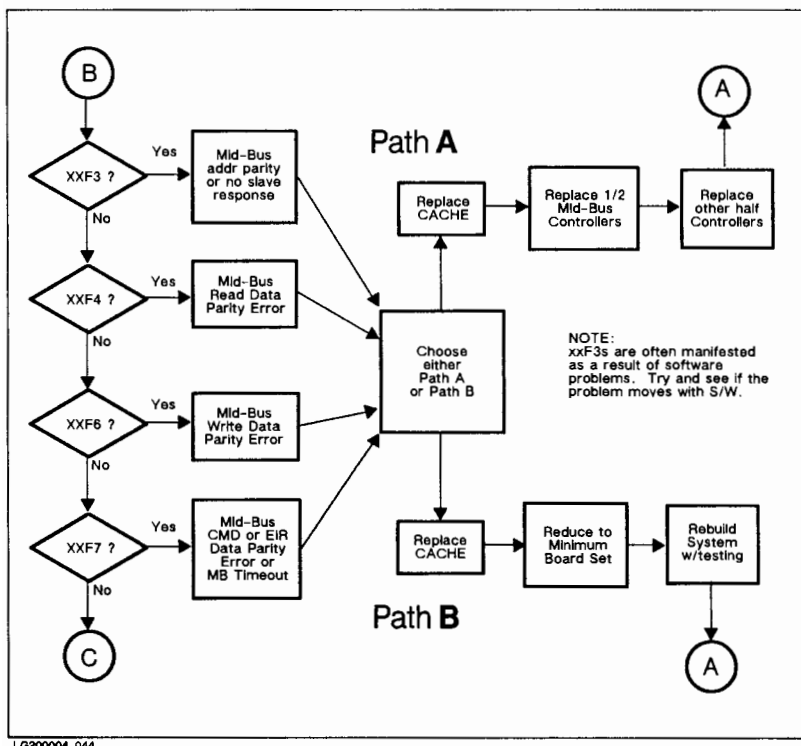 B
XXF3 ?
Yes
No
Mid-Bus
addr parity
or no slave
response
XXF4 ?
Yes
No
Mid-Bus
Read Data
Parity Error
XXF6 ?
Yes
No
Mid-Bus
Write Data
Parity Error
XXF7 ?
Yes
No
Mid-Bus
CMD or EIR
Data Parity
Error or
MB Timeout
C
Choose
either
Path A
or Path B
Path A
Replace
CACHE
Replace 1/2
Mid-Bus
Controllers
Replace
other half
Controllers
A
NOTE:
xxF3s are often manifested
as a result of software
problems. Try and see if the
problem moves with S/W.
Replace
CACHE
Reduce to
Minimum
Board Set
Rebuild
System
w/testing
Path B
A
LG200004_044